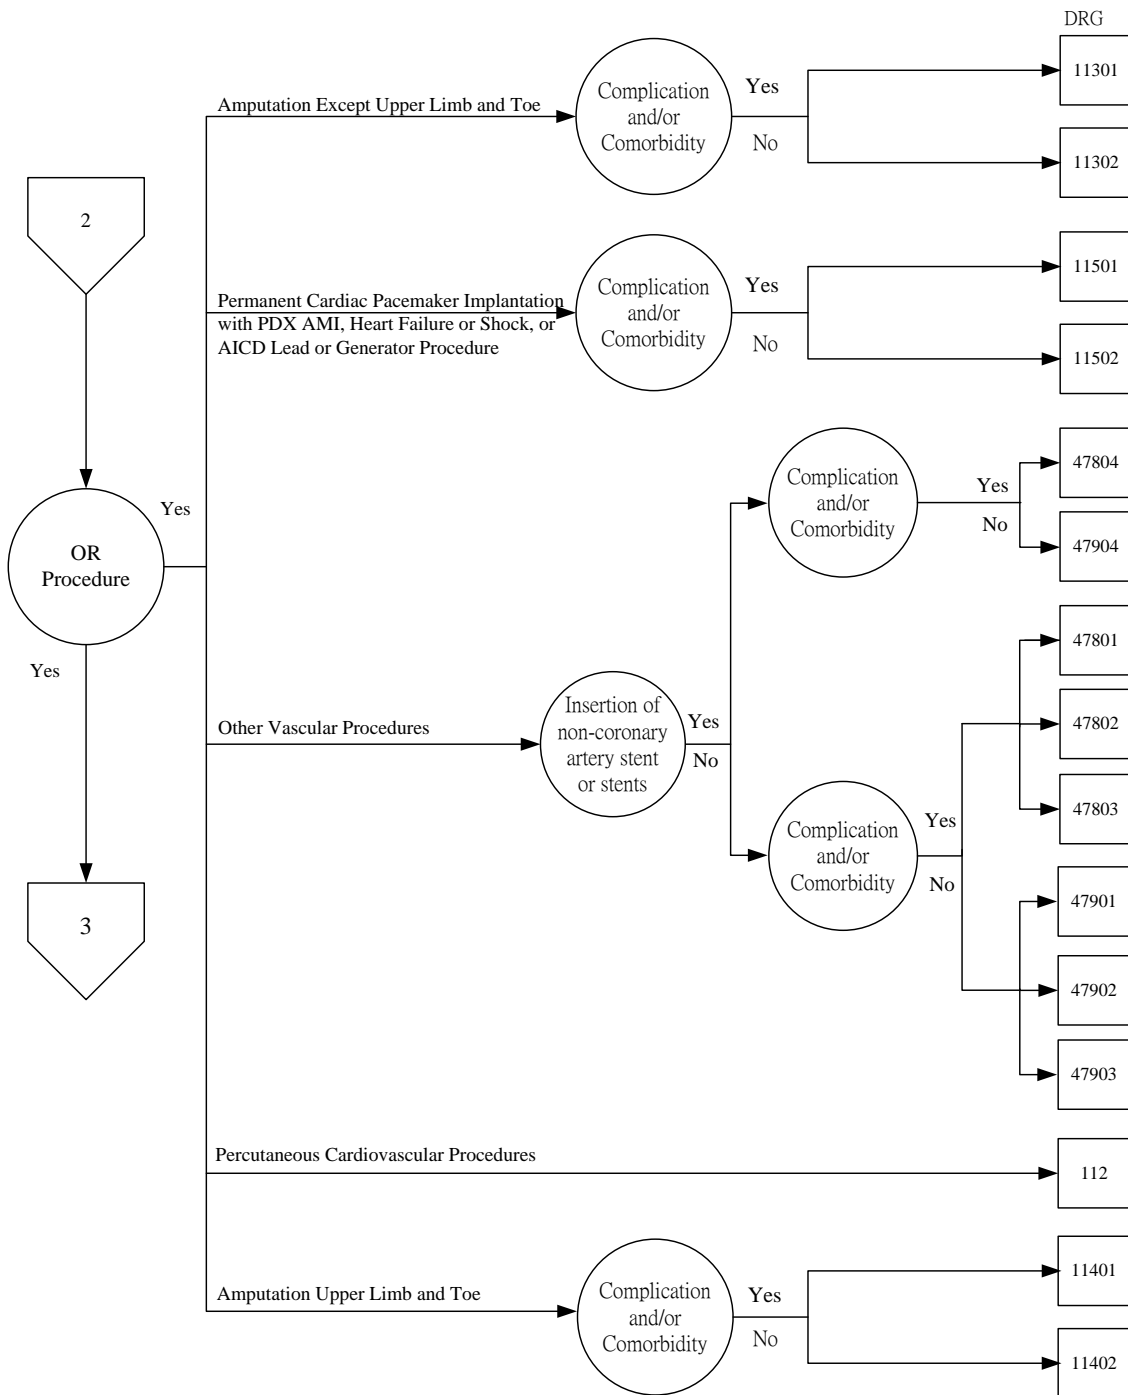 DRG
Amputation Except Upper Limb and Toe
Complication
and/or
Comorbidity
Yes
No
11301
11302
2
Permanent Cardiac Pacemaker Implantation
with PDX AMI, Heart Failure or Shock, or
AICD Lead or Generator Procedure
Complication
and/or
Comorbidity
Yes
No
11501
11502
OR
Procedure
Yes
Yes
3
Other Vascular Procedures
Insertion of
non-coronary
artery stent
or stents
Yes
No
Complication
and/or
Comorbidity
Yes
No
47804
47904
Complication
and/or
Comorbidity
Yes
No
47801
47802
47803
47901
47902
47903
Percutaneous Cardiovascular Procedures
112
Amputation Upper Limb and Toe
Complication
and/or
Comorbidity
Yes
No
11401
11402